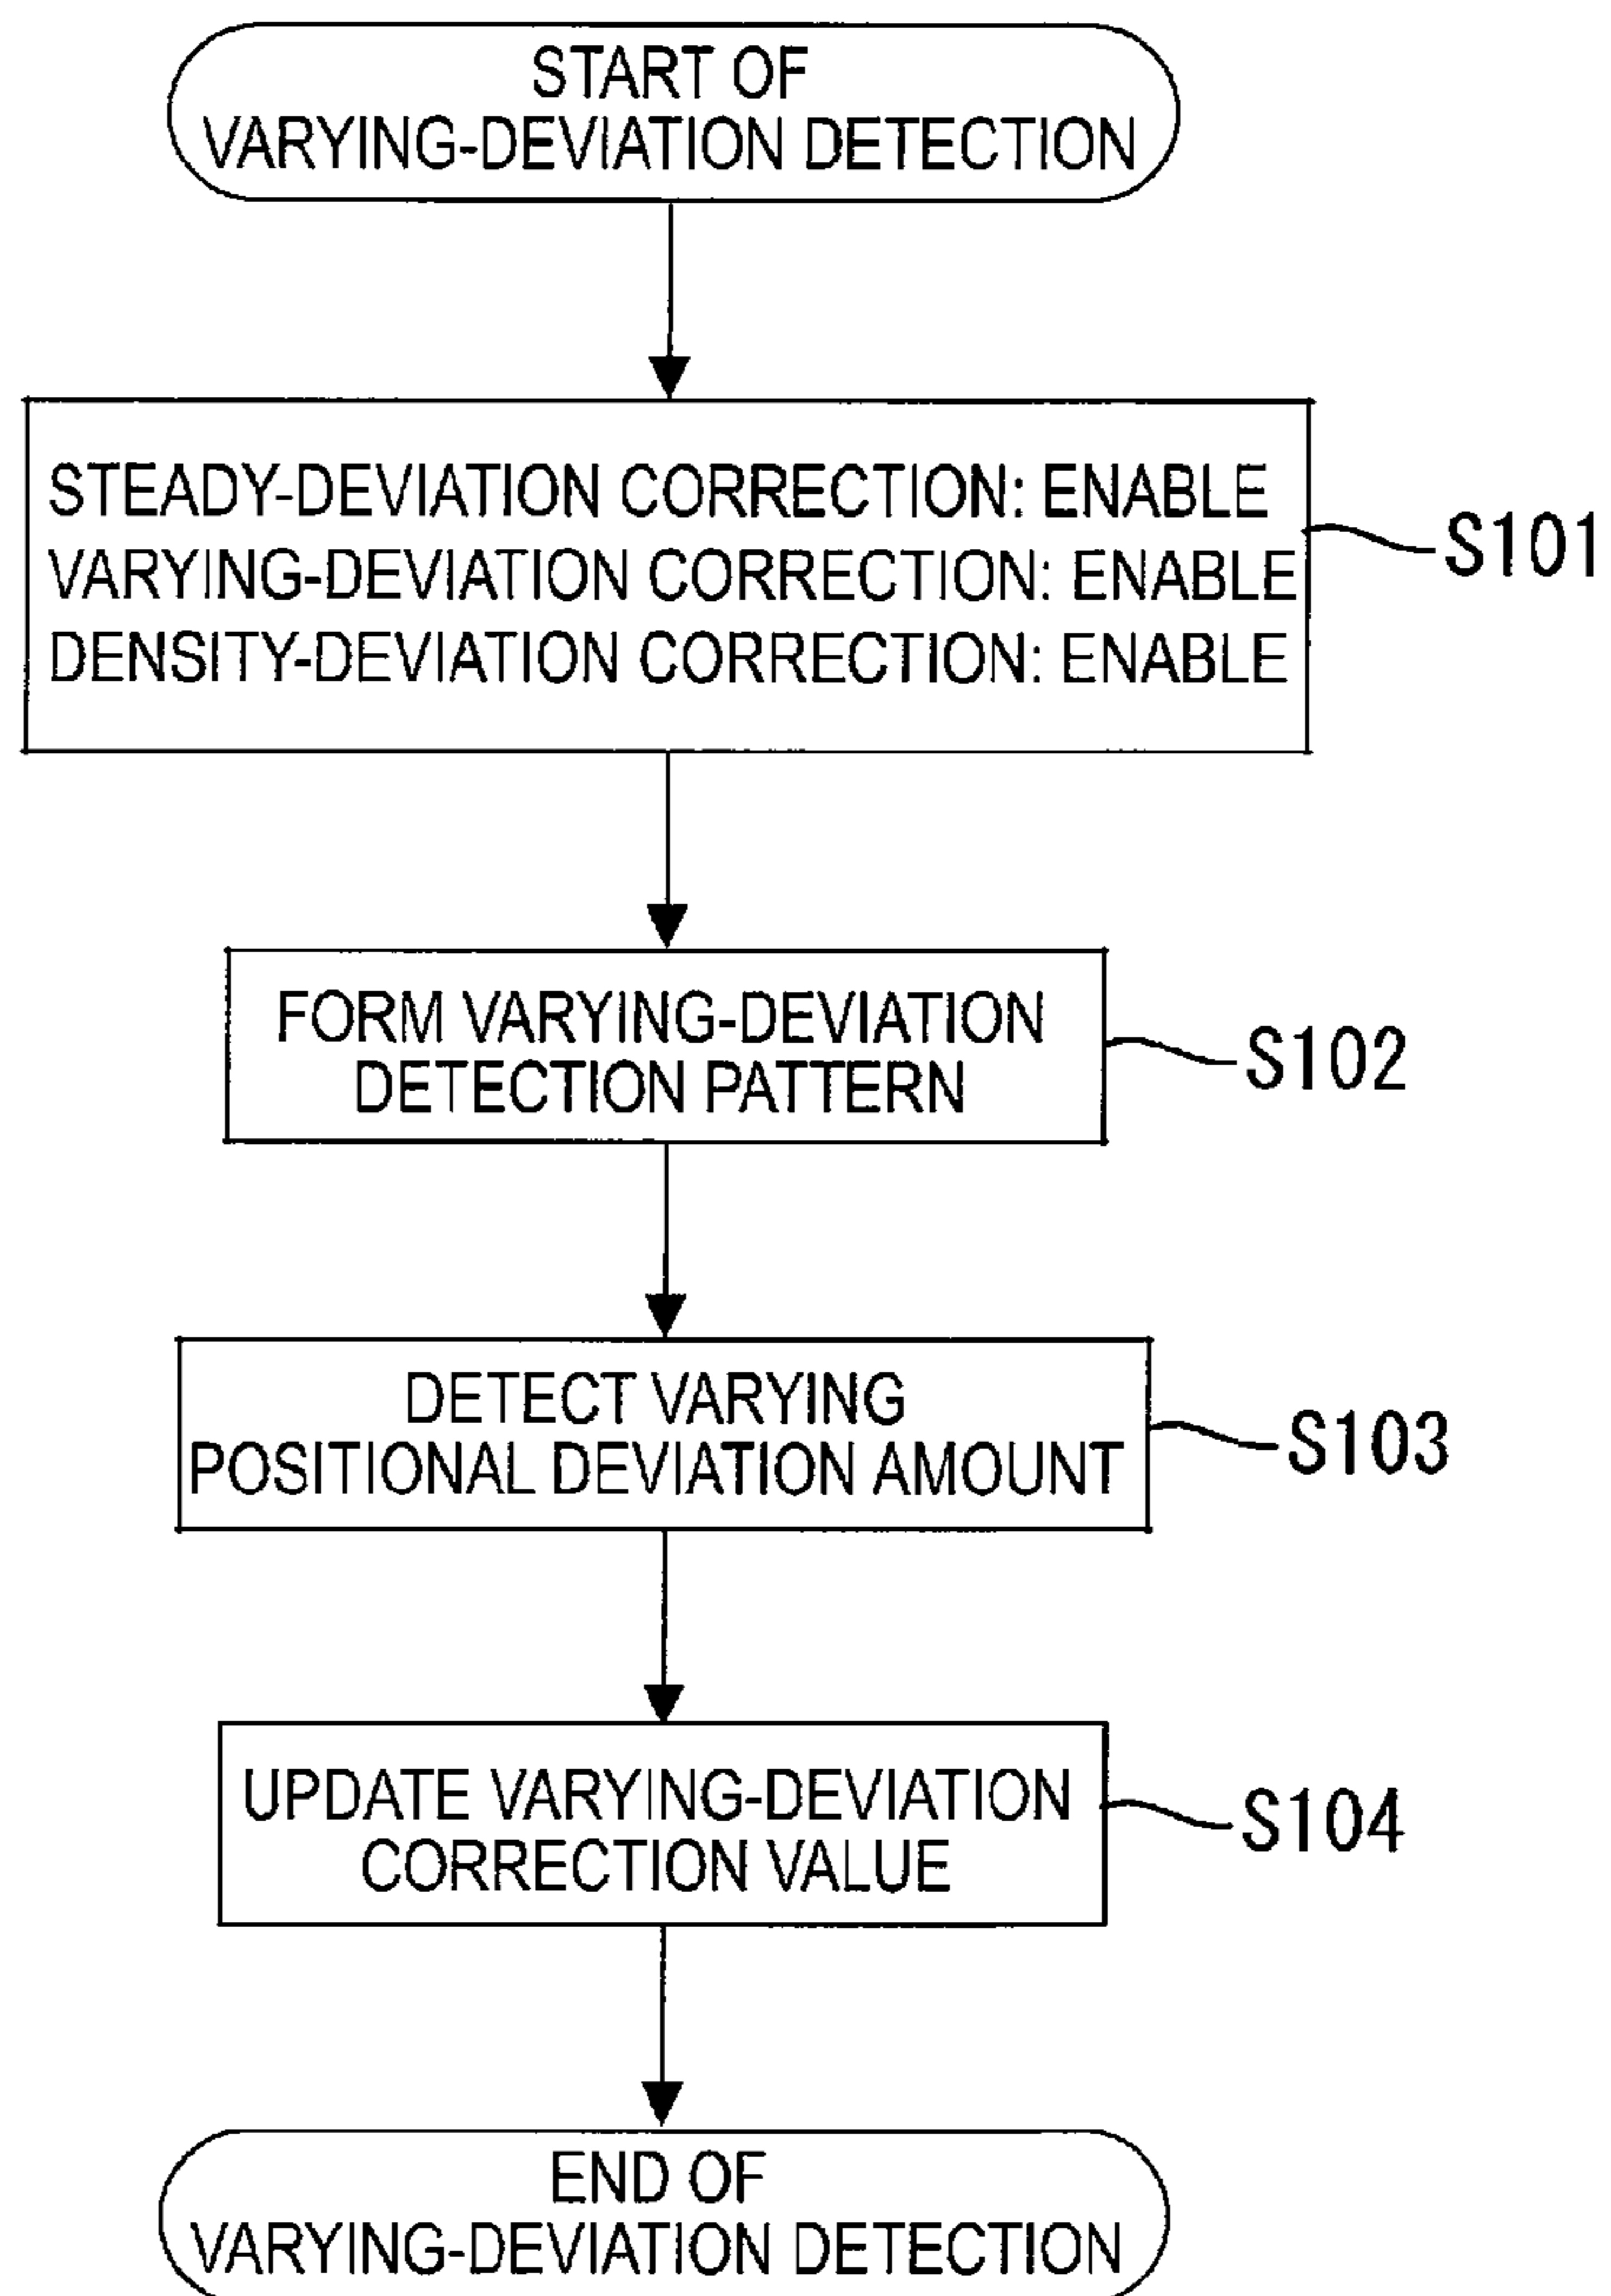 START OF
VARYING-DEVIATION DETECTION
STEADY-DEVIATION CORRECTION: ENABLE
VARYING-DEVIATION CORRECTION: ENABLE
DENSITY-DEVIATION CORRECTION: ENABLE
S101
FORM VARYING-DEVIATION
DETECTION PATTERN
S102
DETECT VARYING
POSITIONAL DEVIATION AMOUNT
S103
UPDATE VARYING-DEVIATION
CORRECTION VALUE
S104
END OF
VARYING-DEVIATION DETECTION